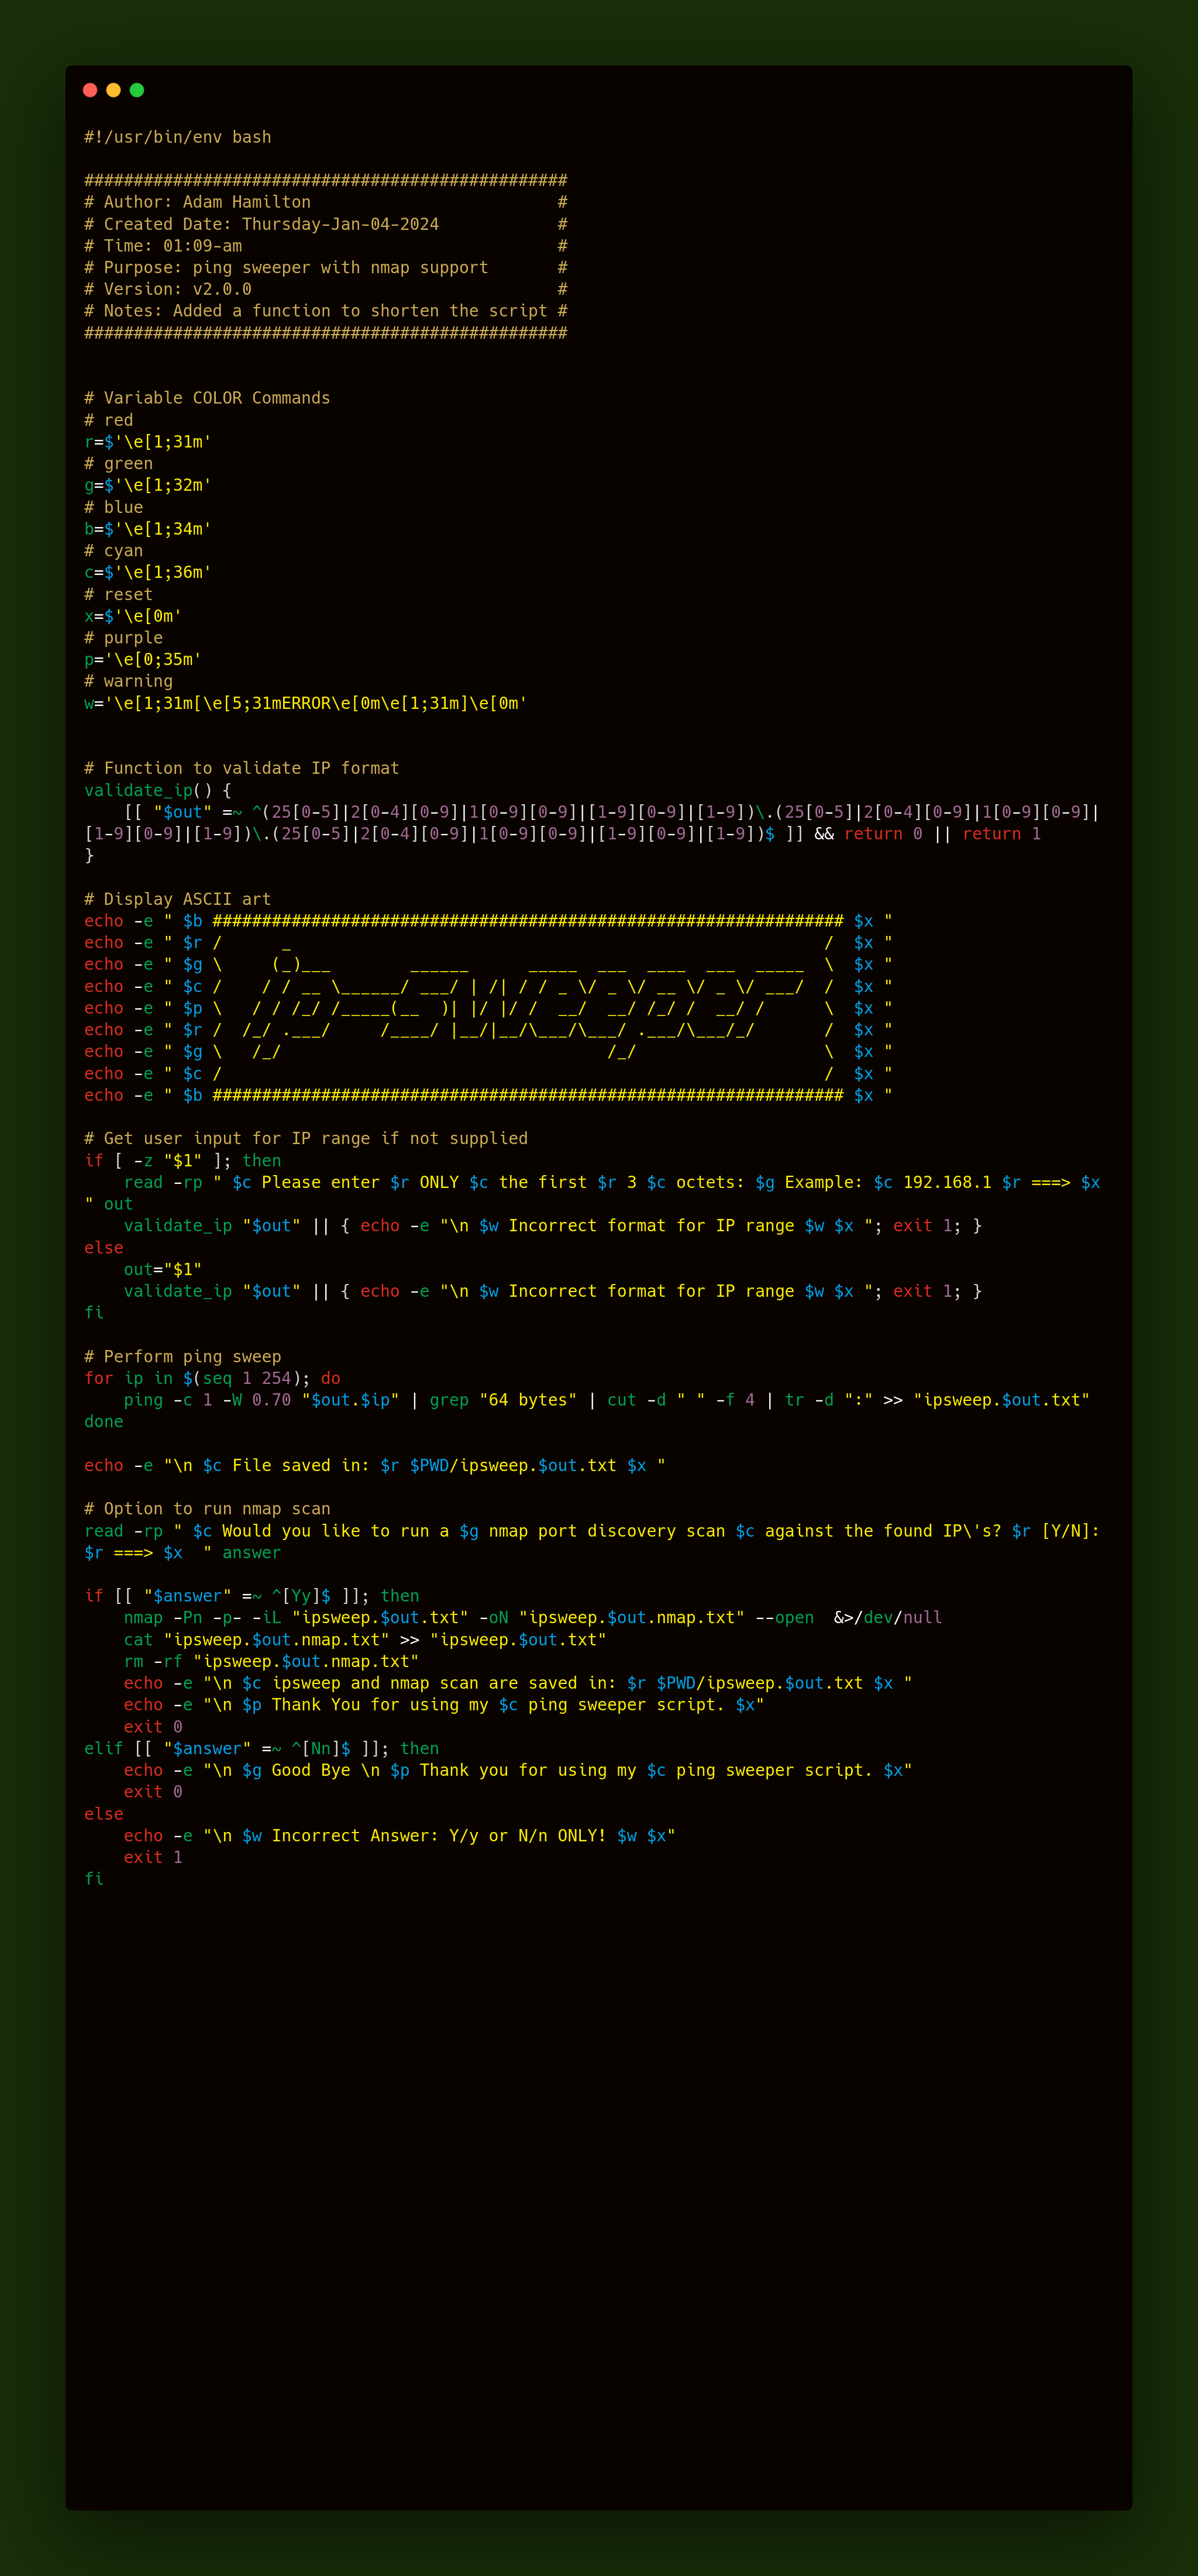 #!/usr/bin/env bash

#################################################
# Author: Adam Hamilton                         #
# Created Date: Thursday-Jan-04-2024            #
# Time: 01:09-am                                #
# Purpose: ping sweeper with nmap support       #
# Version: v2.0.0                               #
# Notes: Added a function to shorten the script #
#################################################


# Variable COLOR Commands
# red
r=$'\e[1;31m'
# green
g=$'\e[1;32m'
# blue
b=$'\e[1;34m'
# cyan
c=$'\e[1;36m'
# reset
x=$'\e[0m'
# purple
p='\e[0;35m'
# warning
w='\e[1;31m[\e[5;31mERROR\e[0m\e[1;31m]\e[0m'


# Function to validate IP format
validate_ip() {
    [[ "$out" =~ ^(25[0-5]|2[0-4][0-9]|1[0-9][0-9]|[1-9][0-9]|[1-9])\.(25[0-5]|2[0-4][0-9]|1[0-9][0-9]|
[1-9][0-9]|[1-9])\.(25[0-5]|2[0-4][0-9]|1[0-9][0-9]|[1-9][0-9]|[1-9])$ ]] && return 0 || return 1
}

# Display ASCII art
echo -e " $b ################################################################ $x "
echo -e " $r /      _                                                      /  $x "
echo -e " $g \     (_)___        ______      _____  ___  ____  ___  _____  \  $x "
echo -e " $c /    / / __ \______/ ___/ | /| / / _ \/ _ \/ __ \/ _ \/ ___/  /  $x "
echo -e " $p \   / / /_/ /_____(__  )| |/ |/ /  __/  __/ /_/ /  __/ /      \  $x "
echo -e " $r /  /_/ .___/     /____/ |__/|__/\___/\___/ .___/\___/_/       /  $x "
echo -e " $g \   /_/                                 /_/                   \  $x "
echo -e " $c /                                                             /  $x "
echo -e " $b ################################################################ $x "

# Get user input for IP range if not supplied
if [ -z "$1" ]; then
    read -rp " $c Please enter $r ONLY $c the first $r 3 $c octets: $g Example: $c 192.168.1 $r ===> $x
" out
    validate_ip "$out" || { echo -e "\n $w Incorrect format for IP range $w $x "; exit 1; }
else
    out="$1"
    validate_ip "$out" || { echo -e "\n $w Incorrect format for IP range $w $x "; exit 1; }
fi

# Perform ping sweep
for ip in $(seq 1 254); do
    ping -c 1 -W 0.70 "$out.$ip" | grep "64 bytes" | cut -d " " -f 4 | tr -d ":" >> "ipsweep.$out.txt"
done

echo -e "\n $c File saved in: $r $PWD/ipsweep.$out.txt $x "

# Option to run nmap scan
read -rp " $c Would you like to run a $g nmap port discovery scan $c against the found IP\'s? $r [Y/N]:
$r ===> $x  " answer

if [[ "$answer" =~ ^[Yy]$ ]]; then
    nmap -Pn -p- -iL "ipsweep.$out.txt" -oN "ipsweep.$out.nmap.txt" --open  &>/dev/null
    cat "ipsweep.$out.nmap.txt" >> "ipsweep.$out.txt"
    rm -rf "ipsweep.$out.nmap.txt"
    echo -e "\n $c ipsweep and nmap scan are saved in: $r $PWD/ipsweep.$out.txt $x "
    echo -e "\n $p Thank You for using my $c ping sweeper script. $x"
    exit 0
elif [[ "$answer" =~ ^[Nn]$ ]]; then
    echo -e "\n $g Good Bye \n $p Thank you for using my $c ping sweeper script. $x"
    exit 0
else
    echo -e "\n $w Incorrect Answer: Y/y or N/n ONLY! $w $x"
    exit 1
fi